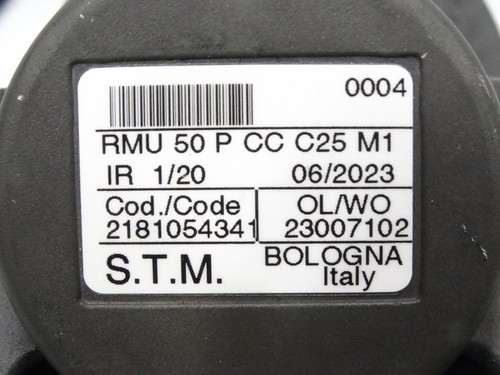 0004
RMU 50 P CC C25 M1
IR 1/20 06/2023
Cod./Code OL/WO
2181054341 23007102
S.T.M. BOLOGNA
Italy